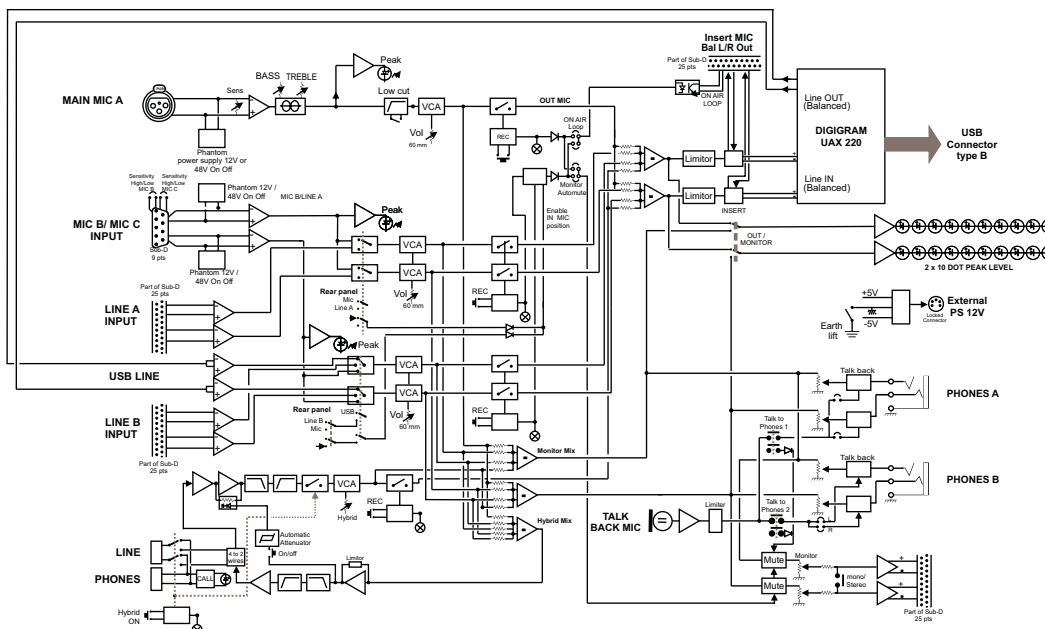 Insert MIC
Bal L/R Out
Part of Sub-D
25 pts
MAIN MIC A
PUSH
Sens
BASS
TREBLE
Peak
Low cut
VCA
Vol
60 mm
Phantom
power supply 12V or
48V On Off
OUT MIC
REC
ON AIR
Loop
Monitor
Automute
ON AIR
LOOP
Limitor
Limitor
INSERT
Line OUT
(Balanced)
DIGIGRAM
UAX 220
Line IN
(Balanced)
USB
Connector
type B
Sensitivity
High/Low
MIC B
Sensitivity
High/Low
MIC C
Phantom 12V /
48V On Off
MIC B/LINE A
MIC B/ MIC C
INPUT
Sub-D
9 pts
Phantom 12V /
48V On Off
Peak
VCA
VCA
Vol
60 mm
Enable
IN MIC
position
REC
OUT /
MONITOR
2 x 10 DOT PEAK LEVEL
Part of Sub-D
25 pts
LINE A
INPUT
Rear panel
Mic
Line A
Peak
+5V
-5V
Earth
lift
External
PS 12V
Locked
Connector
USB LINE
VCA
VCA
Vol
60 mm
REC
LINE B
INPUT
Part of Sub-D
25 pts
Rear panel
USB
Line B
Mic
Talk back
PHONES A
Talk to
Phones 1
Monitor Mix
Talk back
PHONES B
VCA
Hybrid
REC
Hybrid Mix
TALK
BACK MIC
Limiter
Talk to
Phones 2
L
R
Automatic
Attenuator
On/off
LINE
PHONES
4 to 2
wires
CALL
Limitor
Mute
Mute
Monitor
mono/
Stereo
Part of Sub-D
25 pts
Hybrid
ON